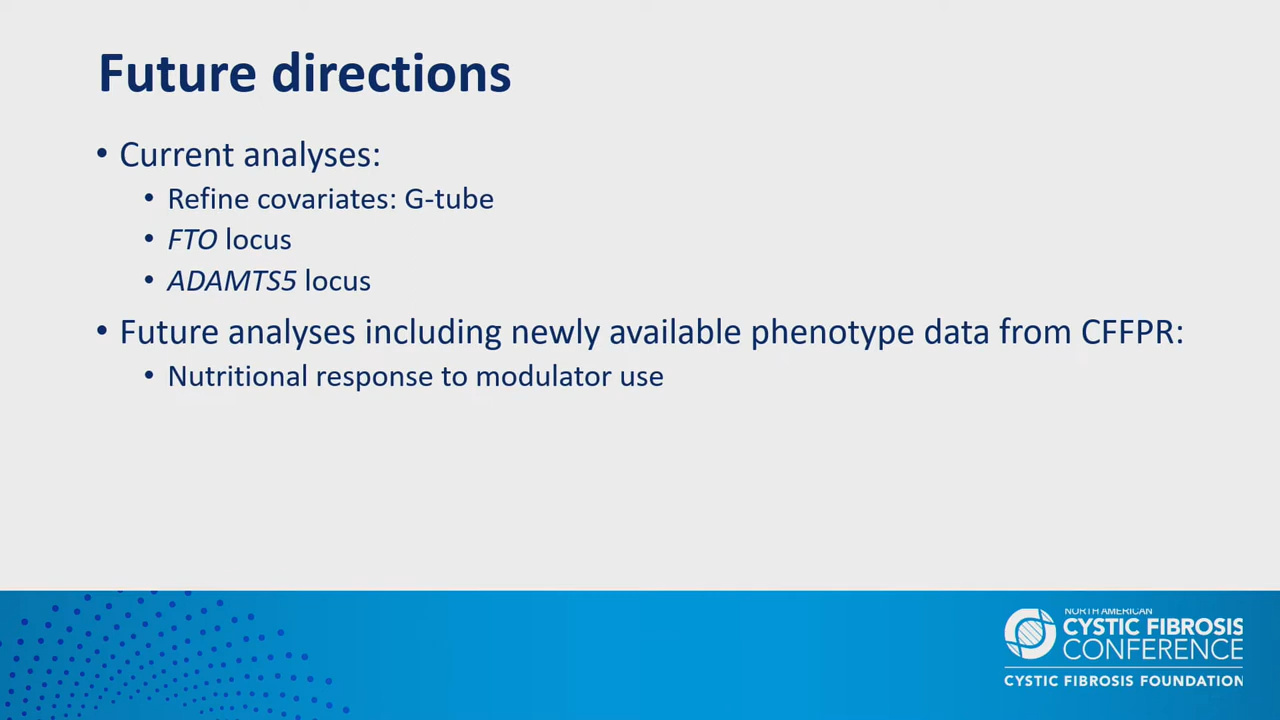 Future directions
• Current analyses:
• Refine covariates: G-tube
• FTO locus
• ADAMTS5 locus
• Future analyses including newly available phenotype data from CFFPR:
• Nutritional response to modulator use
NORTH AMERICAN
CYSTIC FIBROSIS
CONFERENCE
CYSTIC FIBROSIS FOUNDATION